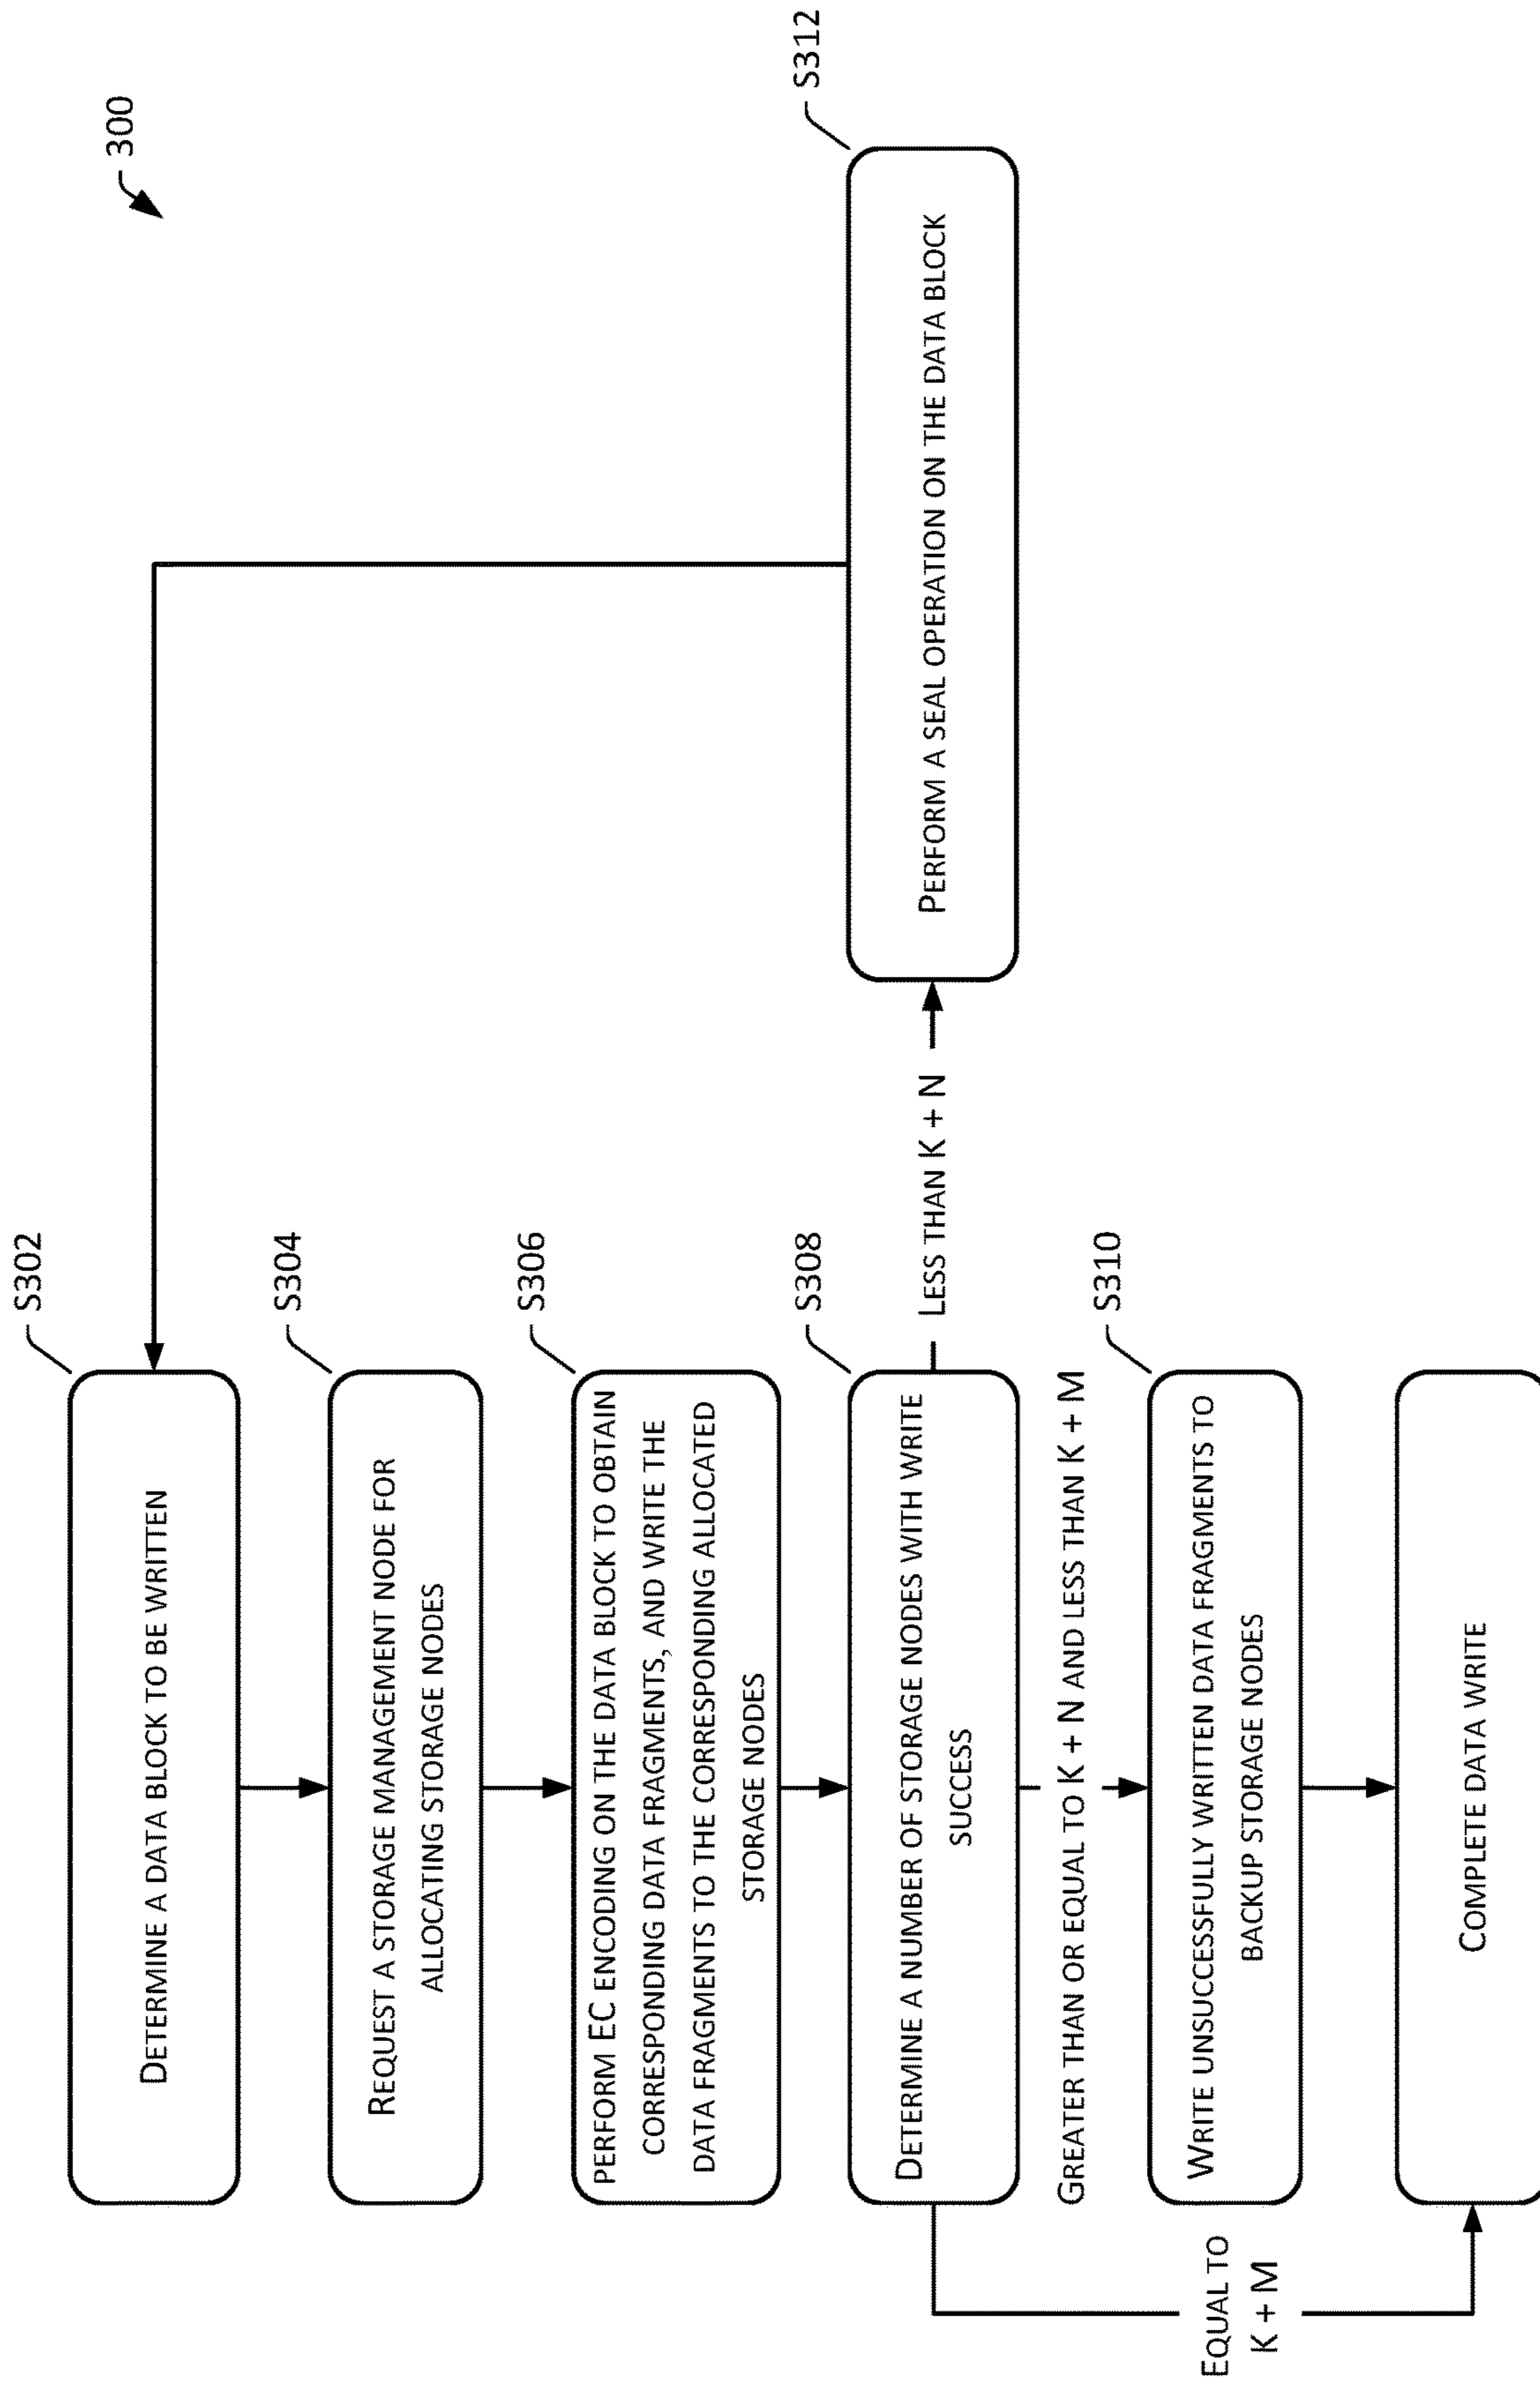 300
S302
DETERMINE A DATA BLOCK TO BE WRITTEN
S304
REQUEST A STORAGE MANAGEMENT NODE FOR
ALLOCATING STORAGE NODES
S306
PERFORM EC ENCODING ON THE DATA BLOCK TO OBTAIN
CORRESPONDING DATA FRAGMENTS, AND WRITE THE
DATA FRAGMENTS TO THE CORRESPONDING ALLOCATED
STORAGE NODES
S308
DETERMINE A NUMBER OF STORAGE NODES WITH WRITE
SUCCESS
LESS THAN K + N
S312
PERFORM A SEAL OPERATION ON THE DATA BLOCK
GREATER THAN OR EQUAL TO K + N AND LESS THAN K + M
S310
WRITE UNSUCCESSFULLY WRITTEN DATA FRAGMENTS TO
BACKUP STORAGE NODES
EQUAL TO
K + M
COMPLETE DATA WRITE